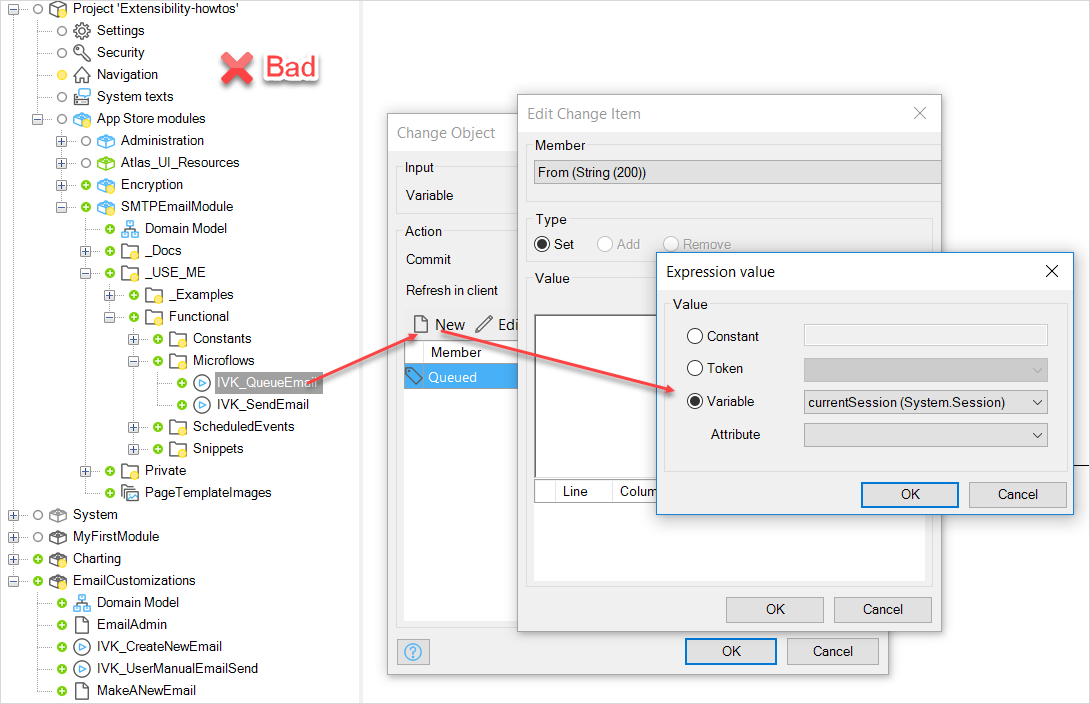 Project 'Extensibility-howtos'
Settings
Security
Navigation
System texts
App Store modules
Administration
Atlas_UI_Resources
Encryption
SMTPEmailModule
Domain Model
_Docs
_USE_ME
_Examples
Functional
Constants
Microflows
IVK_QueueEmail
IVK_SendEmail
ScheduledEvents
Snippets
Private
PageTemplateImages
System
MyFirstModule
Charting
EmailCustomizations
Domain Model
EmailAdmin
IVK_CreateNewEmail
IVK_UserManualEmailSend
MakeANewEmail
Bad
Change Object
Input
Variable
Action
Commit
Refresh in client
New Edi
Member
Queued
OK Cancel
Edit Change Item
Member
From (String (200))
Type
Set Add Remove
Value
Line Colum
OK Cancel
Expression value
Value
Constant
Token
Variable currentSession (System.Session)
Attribute
OK Cancel